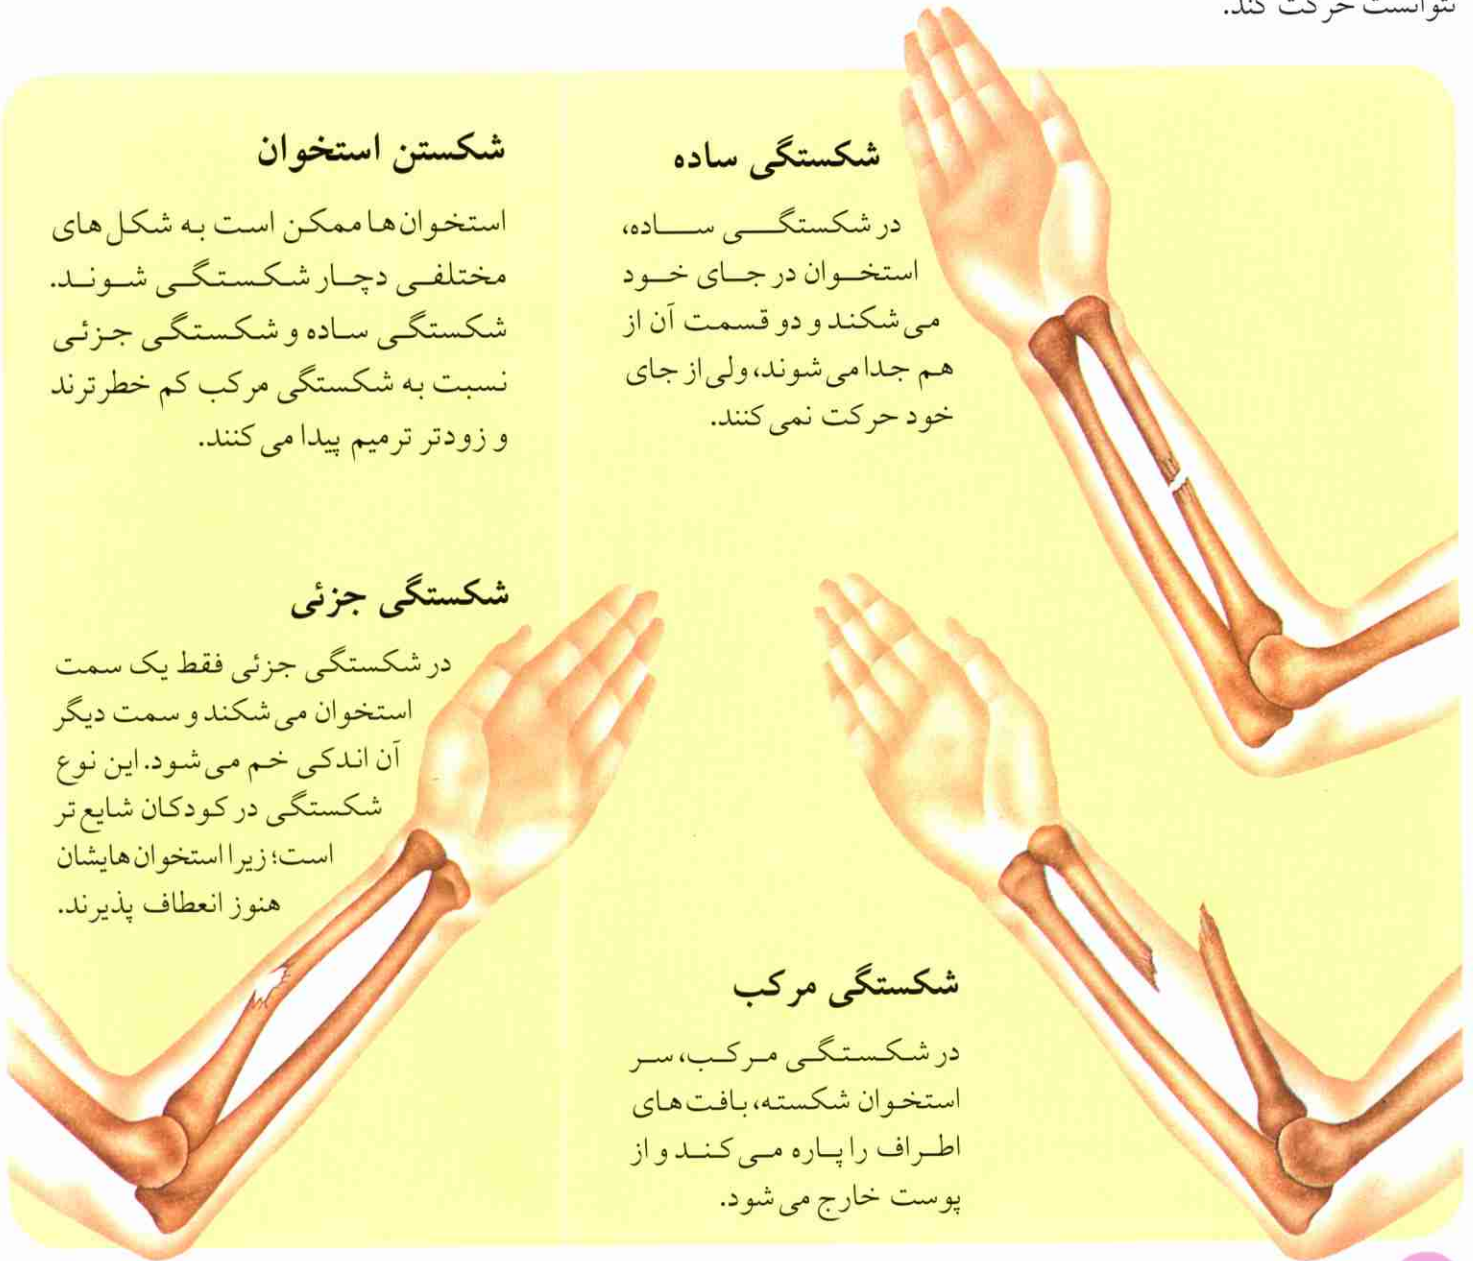 نتوانست حرکت کند.
شکستن استخوان
استخوان‌ها ممکن است به شکل‌های
مختلفی دچار شکستگی شوند.
شکستگی ساده و شکستگی جزئی
نسبت به شکستگی مرکب کم خطرترند
و زودتر ترمیم پیدا می‌کنند.
شکستگی ساده
در شکستگی ساده،
استخوان در جای خود
می‌شکند و دو قسمت آن از
هم جدا می‌شوند، ولی از جای
خود حرکت نمی‌کنند.
شکستگی جزئی
در شکستگی جزئی فقط یک سمت
استخوان می‌شکند و سمت دیگر
آن اندکی خم می‌شود. این نوع
شکستگی در کودکان شایع‌تر
است؛ زیرا استخوان‌هایشان
هنوز انعطاف پذیرند.
شکستگی مرکب
در شکستگی مرکب، سر
استخوان شکسته، بافت‌های
اطراف را پاره می‌کند و از
پوست خارج می‌شود.